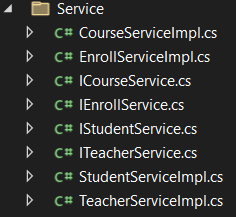 Service
C# CourseServiceImpl.cs
C# EnrollServiceImpl.cs
C# ICourseService.cs
C# IEnrollService.cs
C# IStudentService.cs
C# ITeacherService.cs
C# StudentServiceImpl.cs
C# TeacherServiceImpl.cs